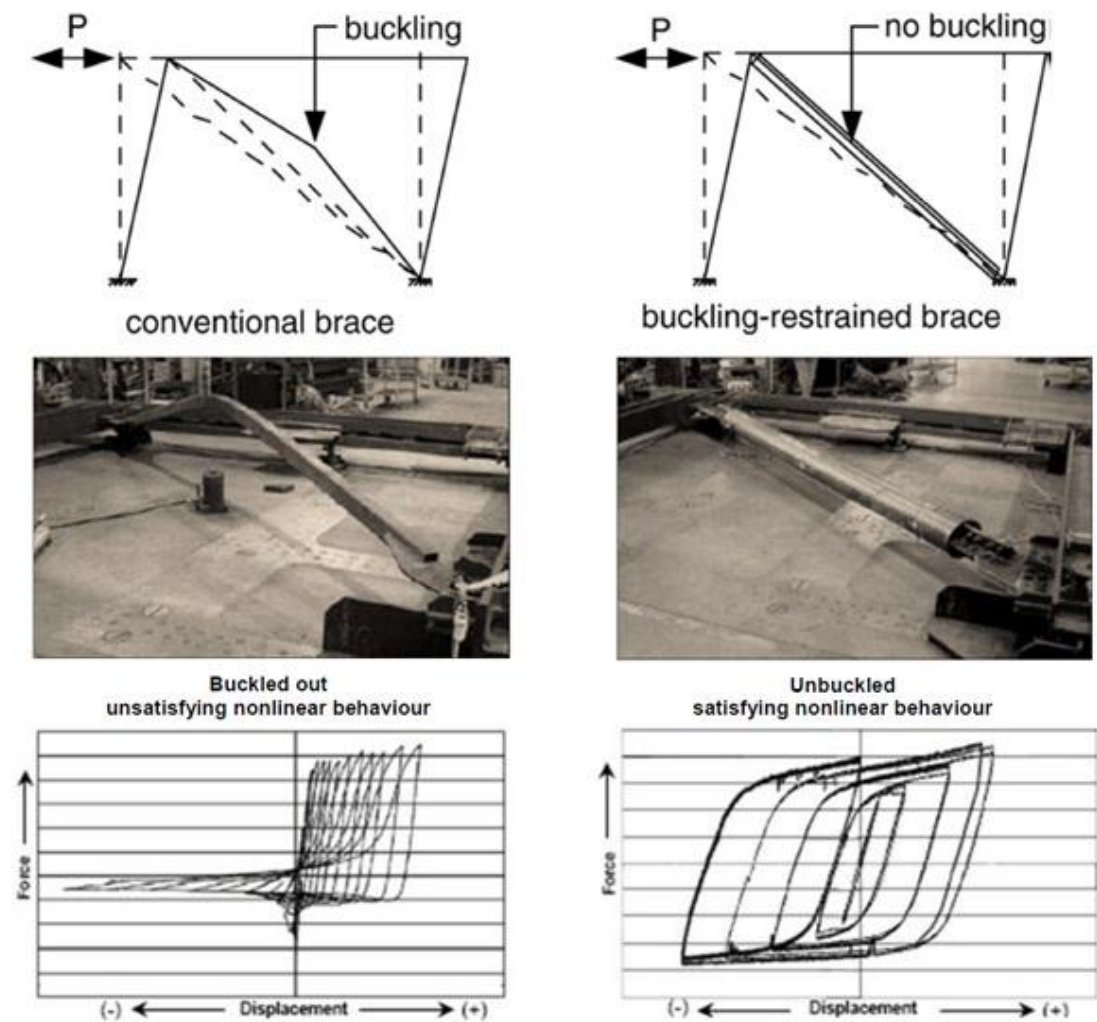 P
buckling
P
no buckling
conventional brace
buckling-restrained brace
Buckled out
unsatisfying nonlinear behaviour
Unbuckled
satisfying nonlinear behaviour
Force
(-) Displacement (+)
Force
(-) Displacement (+)